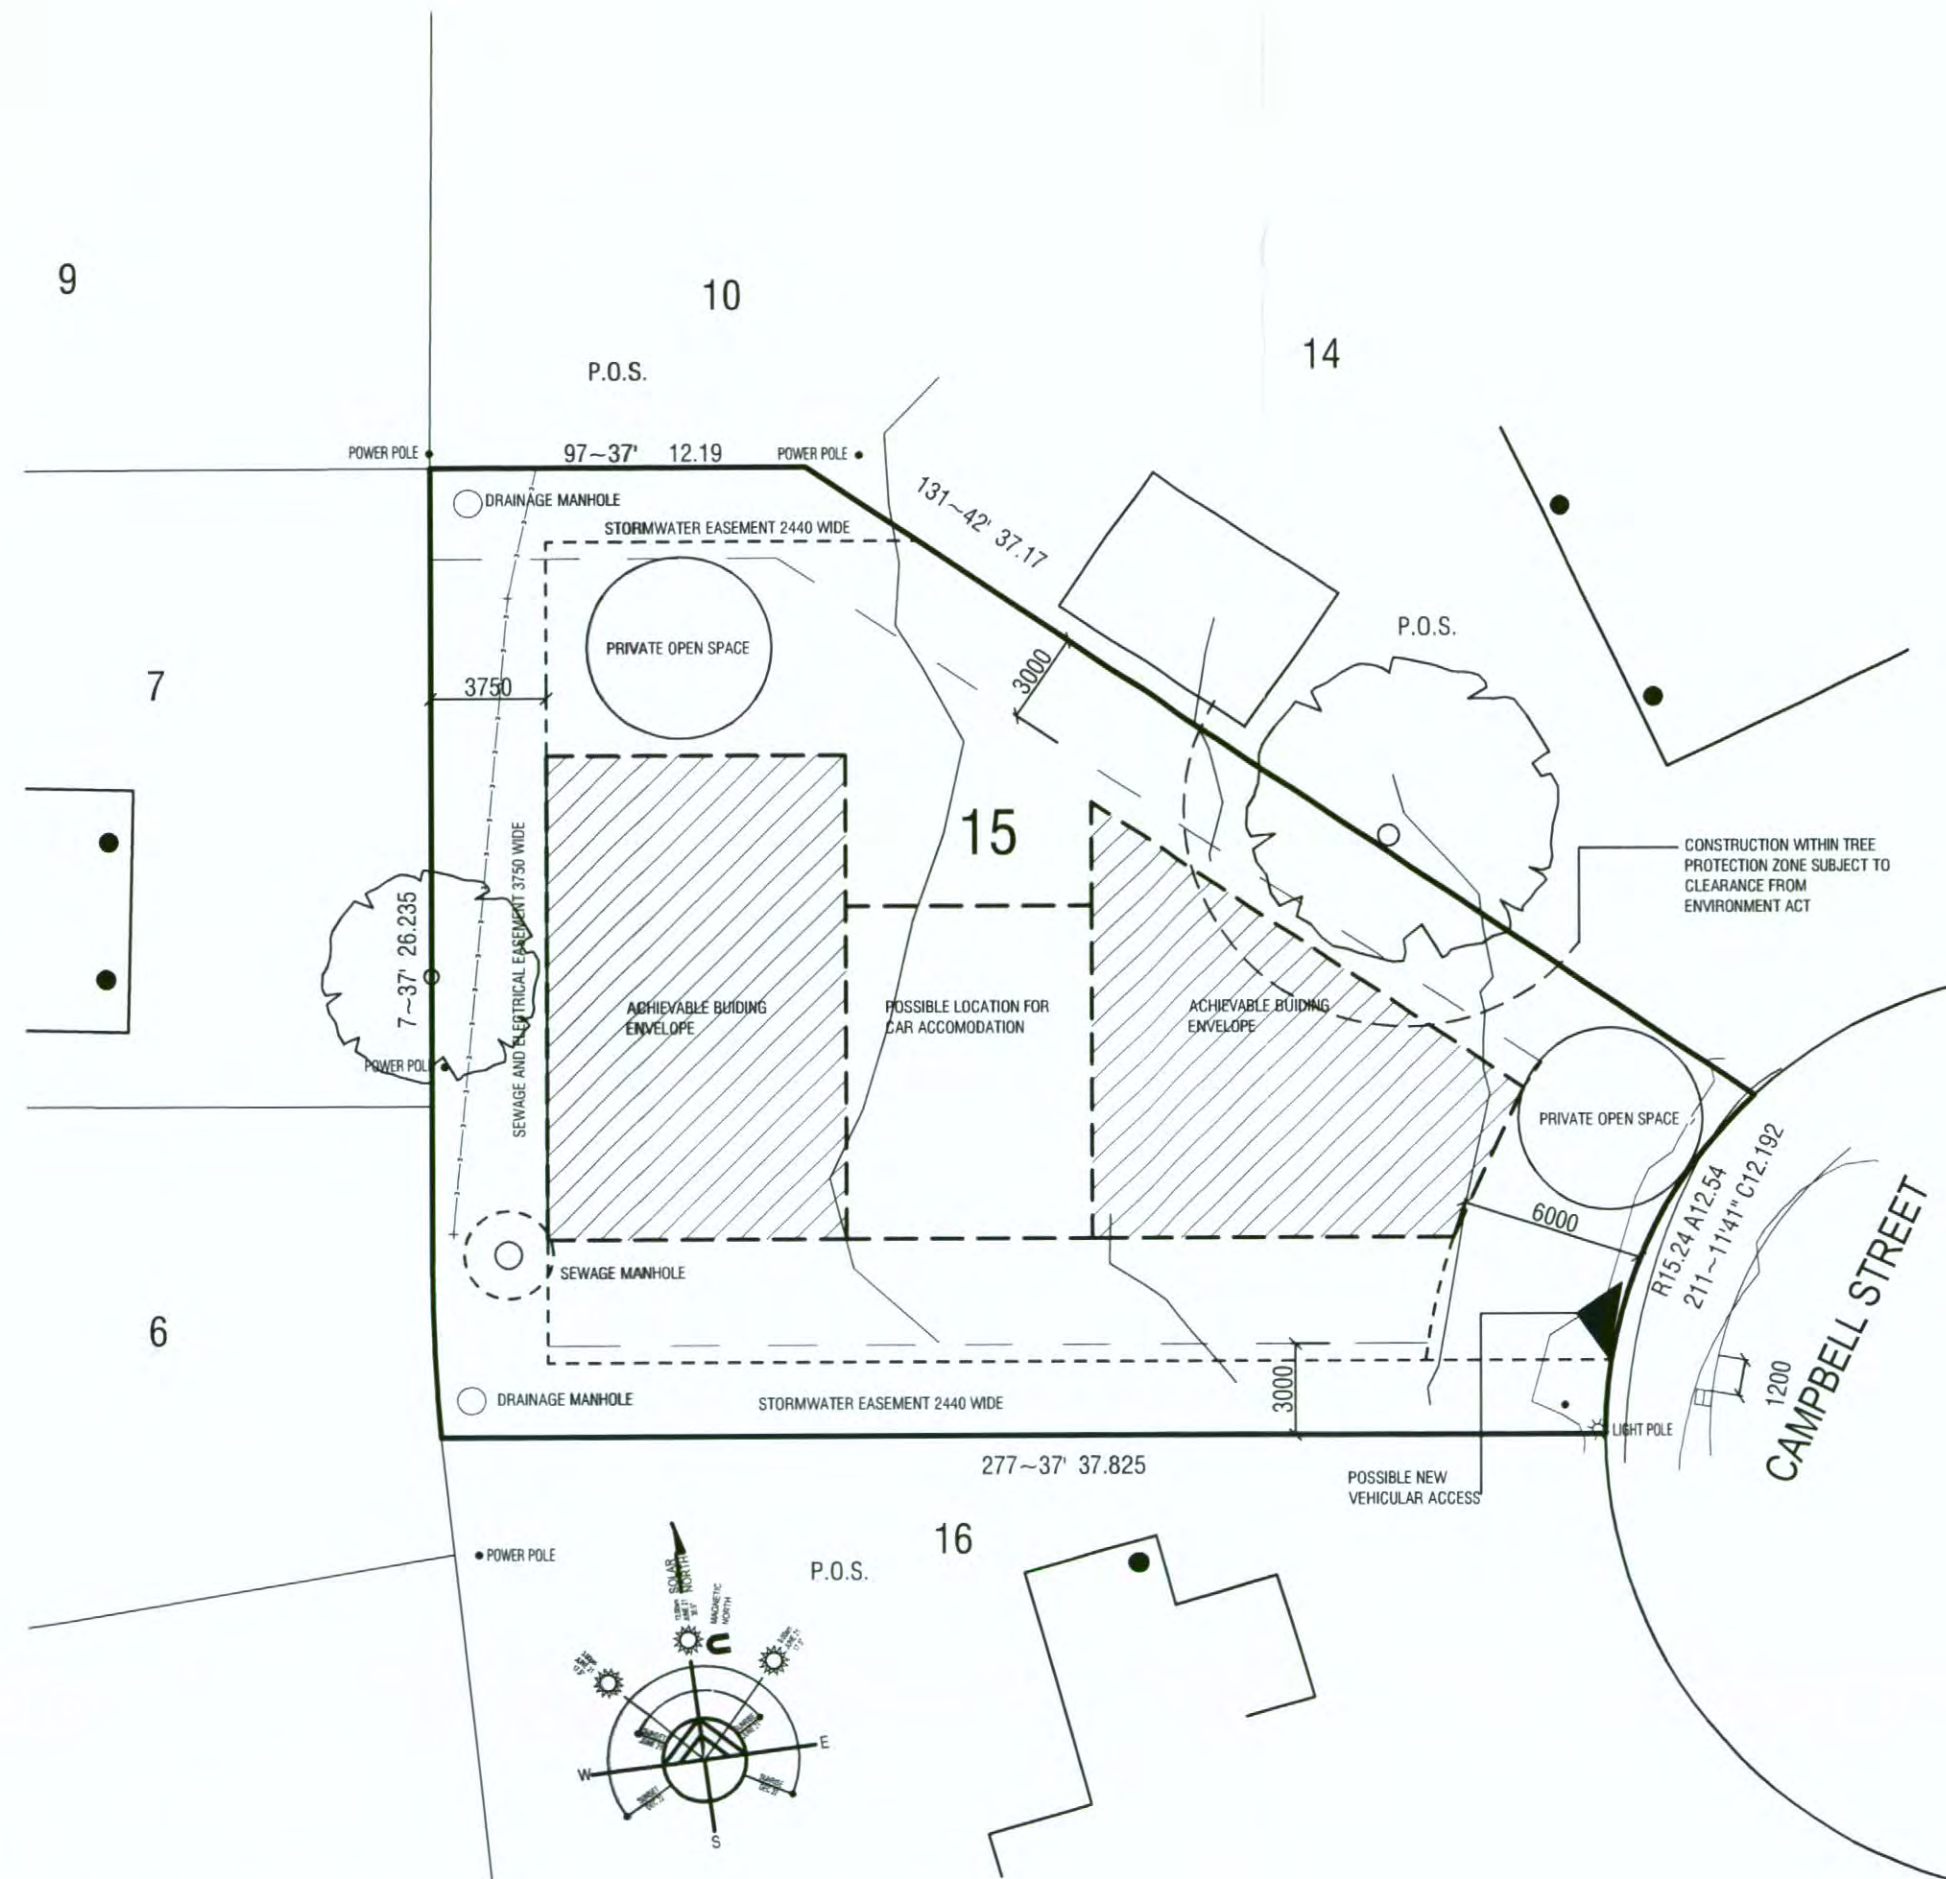 9
10
14
P.O.S.
POWER POLE
97~37' 12.19
POWER POLE
DRAINAGE MANHOLE
STORMWATER EASEMENT 2440 WIDE
131~42' 37.17
P.O.S.
PRIVATE OPEN SPACE
3000
7
3750
15
CONSTRUCTION WITHIN TREE
PROTECTION ZONE SUBJECT TO
CLEARANCE FROM
ENVIRONMENT ACT
7~37' 26.235
SEWAGE AND ELECTRICAL EASEMENT 3750 WIDE
ACHIEVABLE BUIDING
ENVELOPE
POSSIBLE LOCATION FOR
CAR ACCOMODATION
ACHIEVABLE BUIDING
ENVELOPE
POWER POLE
PRIVATE OPEN SPACE
R15.24 A12.54
211~11'41" C12.192
6000
CAMPBELL STREET
SEWAGE MANHOLE
6
DRAINAGE MANHOLE
STORMWATER EASEMENT 2440 WIDE
3000
1200
LIGHT POLE
277~37' 37.825
POSSIBLE NEW
VEHICULAR ACCESS
16
POWER POLE
P.O.S.
SOLAR
NORTH
MAGNETIC
NORTH
E
W
S